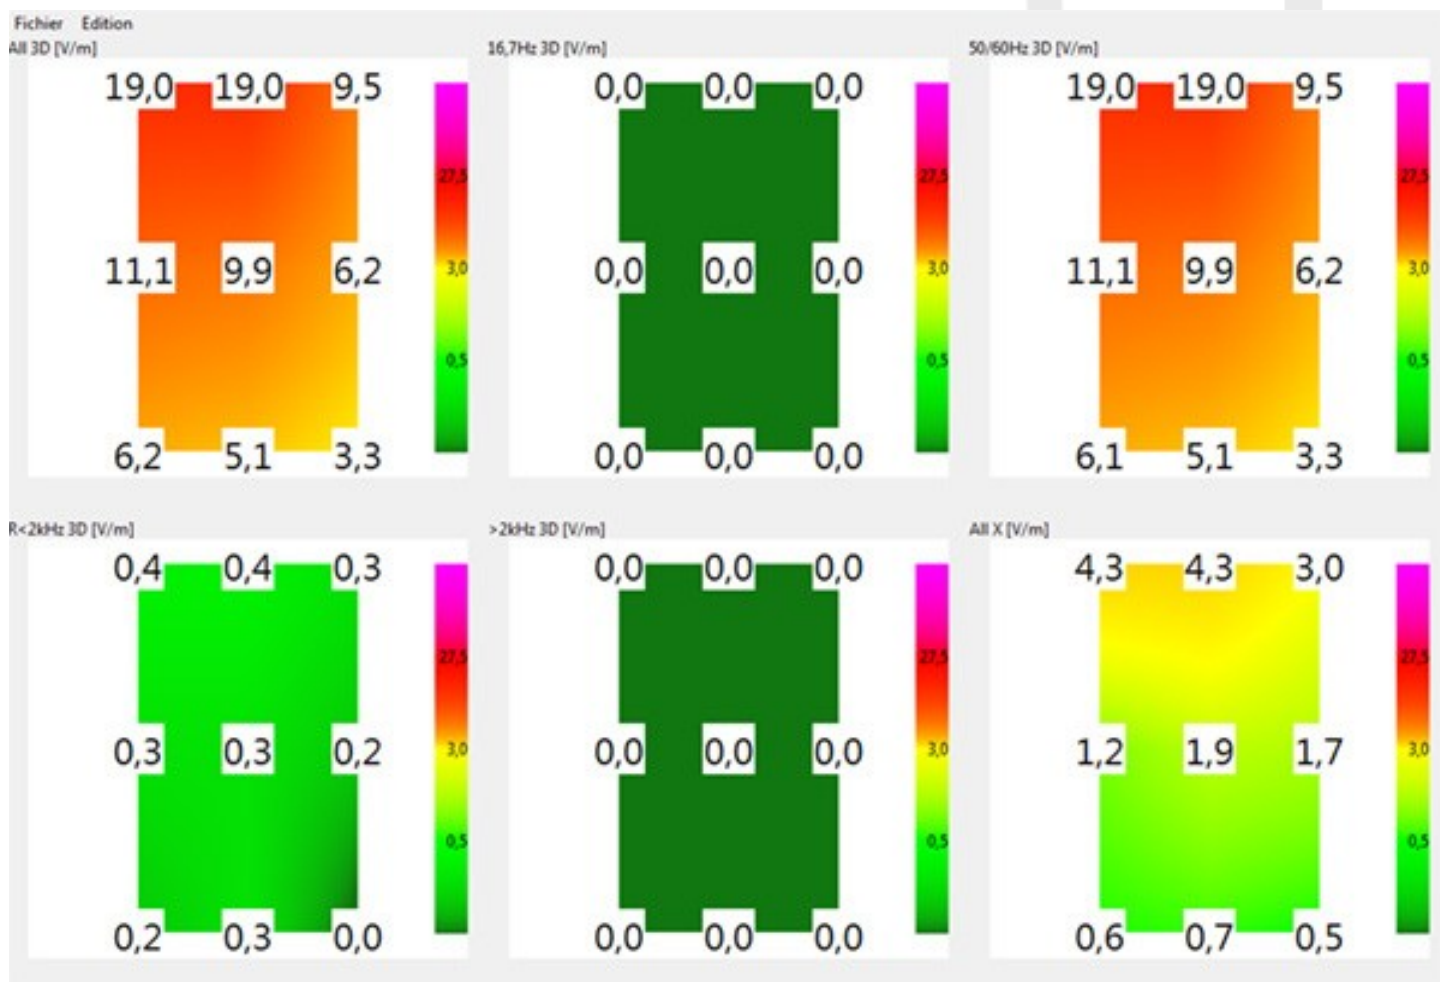 Fichier Edition
All 3D [V/m]
19,0 19,0 9,5
27,5
11,1 9,9 6,2
3,0
0,5
6,2 5,1 3,3
16,7Hz 3D [V/m]
0,0 0,0 0,0
27,5
0,0 0,0 0,0
3,0
0,5
0,0 0,0 0,0
50/60Hz 3D [V/m]
19,0 19,0 9,5
27,5
11,1 9,9 6,2
3,0
0,5
6,1 5,1 3,3
R<2kHz 3D [V/m]
0,4 0,4 0,3
27,5
0,3 0,3 0,2
3,0
0,5
0,2 0,3 0,0
>2kHz 3D [V/m]
0,0 0,0 0,0
27,5
0,0 0,0 0,0
3,0
0,5
0,0 0,0 0,0
All X [V/m]
4,3 4,3 3,0
27,5
1,2 1,9 1,7
3,0
0,5
0,6 0,7 0,5